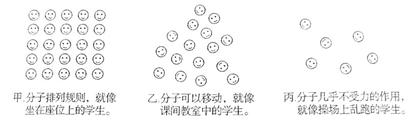 甲.分子排列规则，就像
坐在座位上的学生。
乙.分子可以移动，就像
课间教室中的学生。
丙.分子几乎不受力的作用，
就像操场上乱跑的学生。